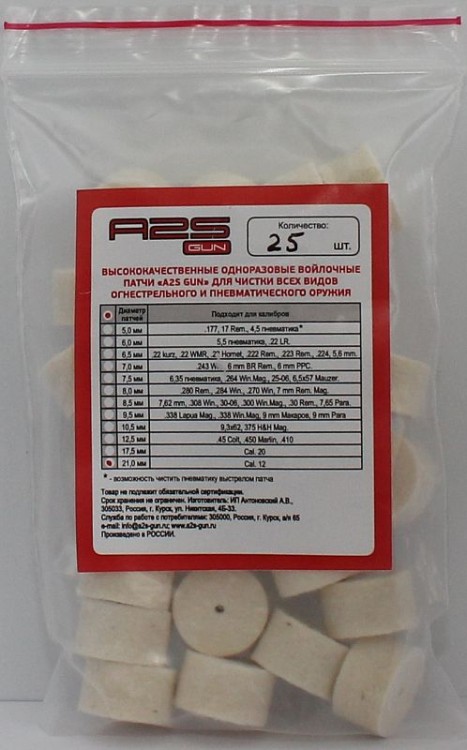 A2S
GUN
Количество:
25 шт.
ВЫСОКОКАЧЕСТВЕННЫЕ ОДНОРАЗОВЫЕ ВОЙЛОЧНЫЕ
ПАТЧИ «A2S GUN» ДЛЯ ЧИСТКИ ВСЕХ ВИДОВ
ОГНЕСТРЕЛЬНОГО И ПНЕВМАТИЧЕСКОГО ОРУЖИЯ
Диаметр патчей Подходит для калибров
5,0 мм .177, 17 Rem., 4,5 пневматика*
6,0 мм 5,5 пневматика, .22 LR.
6,5 мм .22 kurz, .22 WMR, Hornet, .222 Rem., .223 Rem., .224, 5,6 mm.
7,0 мм .243 6 mm BR Rem., 6 mm PPC.
7,5 мм 6,35 пневматика, .264 Win.Mag., 25-06, 6,5x57 Mauzer.
8,0 мм .280 Rem., .284 Win., .270 Win, 7 mm Rem. Mag.
8,5 мм 7,62 mm, .308 Win., 30-06, .300 Win.Mag., .30 Rem., 7,65 Para.
9,5 мм .338 Lapua Mag., .338 Win.Mag, 9 mm Макаров, 9 mm Para
10,5 мм 9,3x62, 375 H&H Mag.
12,5 мм .45 Colt, .450 Marlin, .410
17,5 мм Cal. 20
21,0 мм Cal. 12
* - возможность чистить пневматику выстрелом патча
Товар не подлежит обязательной сертификации.
Срок хранения не ограничен. Изготовитель: ИП Антоновский А.В.,
305033, Россия, г. Курск, ул. Никитская, 4Б-33.
Служба по работе с потребителями: 305000, Россия, г. Курск, а/я 65
e-mail: info@a2s-gun.ru; www.a2s-gun.ru
Произведено в РОССИИ.